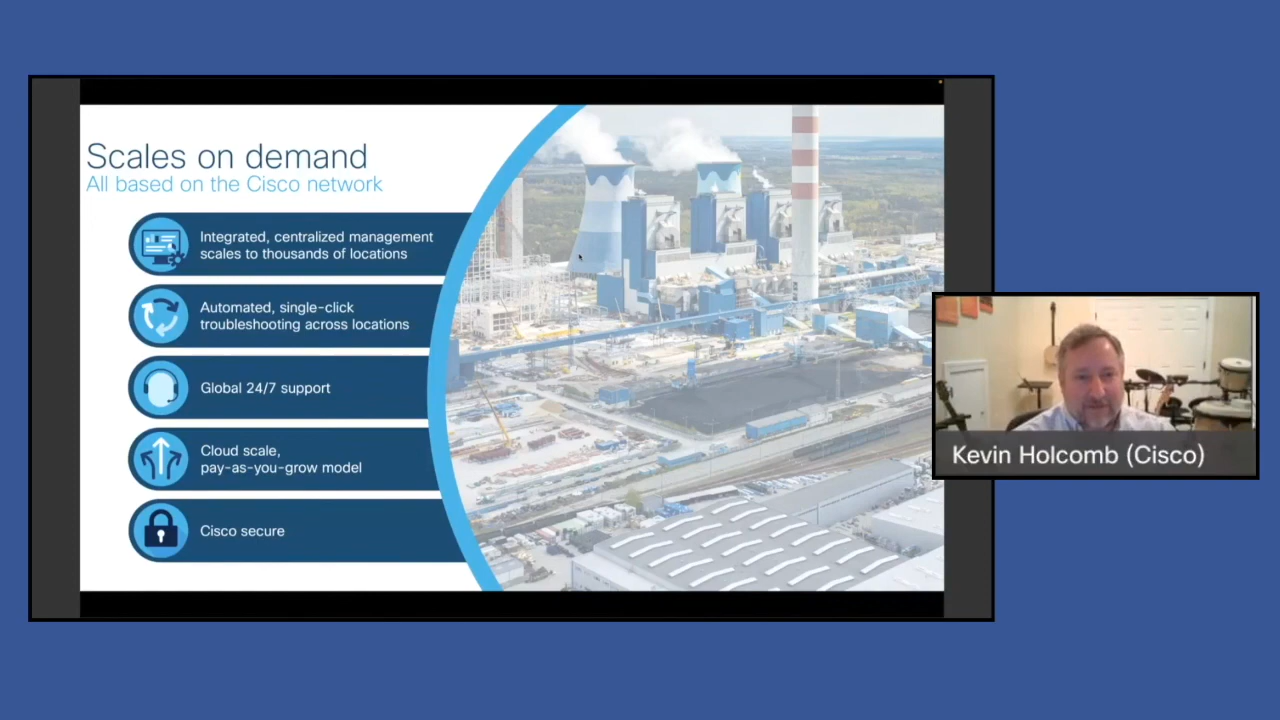 Scales on demand
All based on the Cisco network
Integrated, centralized management
scales to thousands of locations
Automated, single-click
troubleshooting across locations
Global 24/7 support
Cloud scale,
pay-as-you-grow model
Cisco secure
Kevin Holcomb (Cisco)